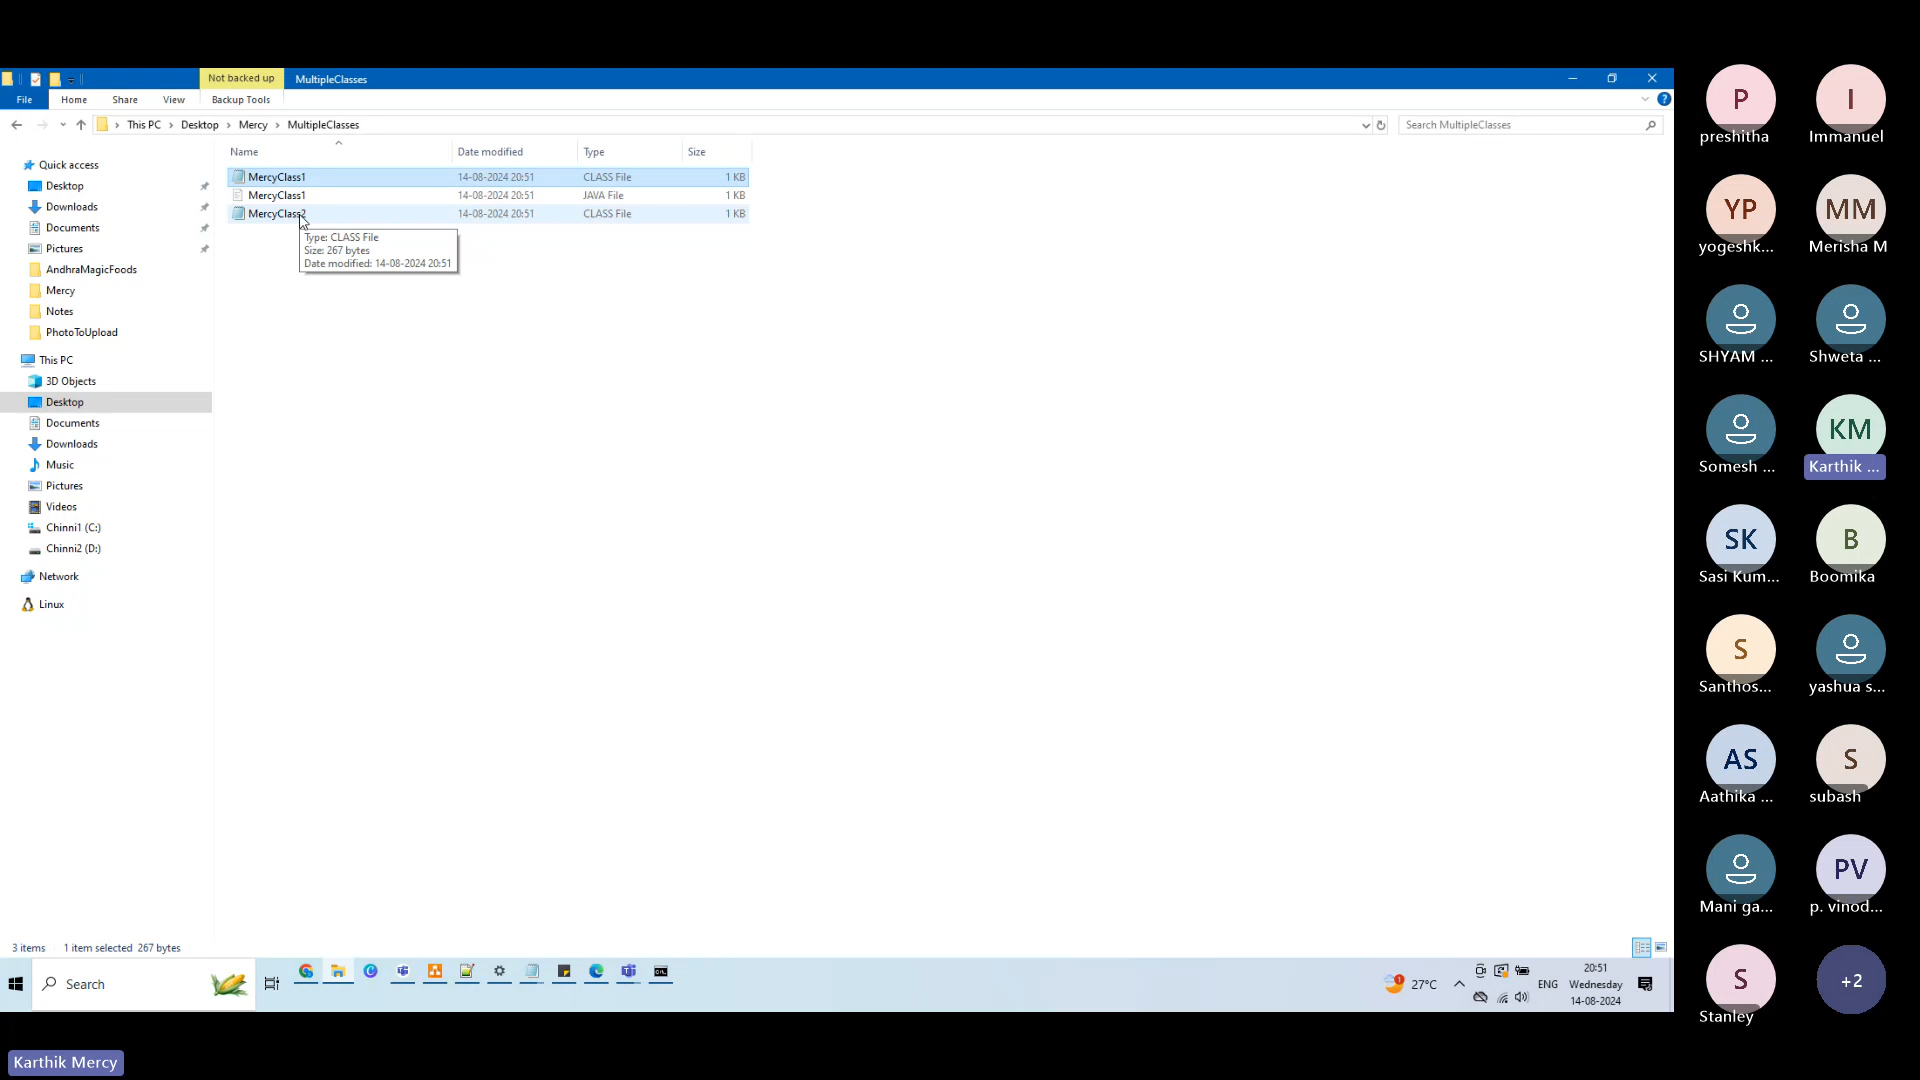 Not backed up
MultipleClasses
File
Home
Share
View
Backup Tools
This PC
Desktop
Mercy
MultipleClasses
Search MultipleClasses
Name
Date modified
Type
Size
MercyClass1 14-08-2024 20:51 CLASS File 1 KB
MercyClass1 14-08-2024 20:51 JAVA File 1 KB
MercyClass2 14-08-2024 20:51 CLASS File 1 KB
Type: CLASS File
Size: 267 bytes
Date modified: 14-08-2024 20:51
Quick access
Desktop
Downloads
Documents
Pictures
AndhraMagicFoods
Mercy
Notes
PhotoToUpload
This PC
3D Objects
Desktop
Documents
Downloads
Music
Pictures
Videos
Chinni1 (C:)
Chinni2 (D:)
Network
Linux
3 items
1 item selected 267 bytes
Search
27°C
ENG
20:51
Wednesday
14-08-2024
Karthik Mercy
P
preshitha
I
Immanuel
YP
yogeshk...
MM
Merisha M
SHYAM ...
Shweta ...
Somesh ...
KM
Karthik ...
SK
Sasi Kum...
B
Boomika
S
Santhos...
yashua s...
AS
Aathika ...
S
subash
Mani ga...
PV
p. vinod...
S
Stanley
+2